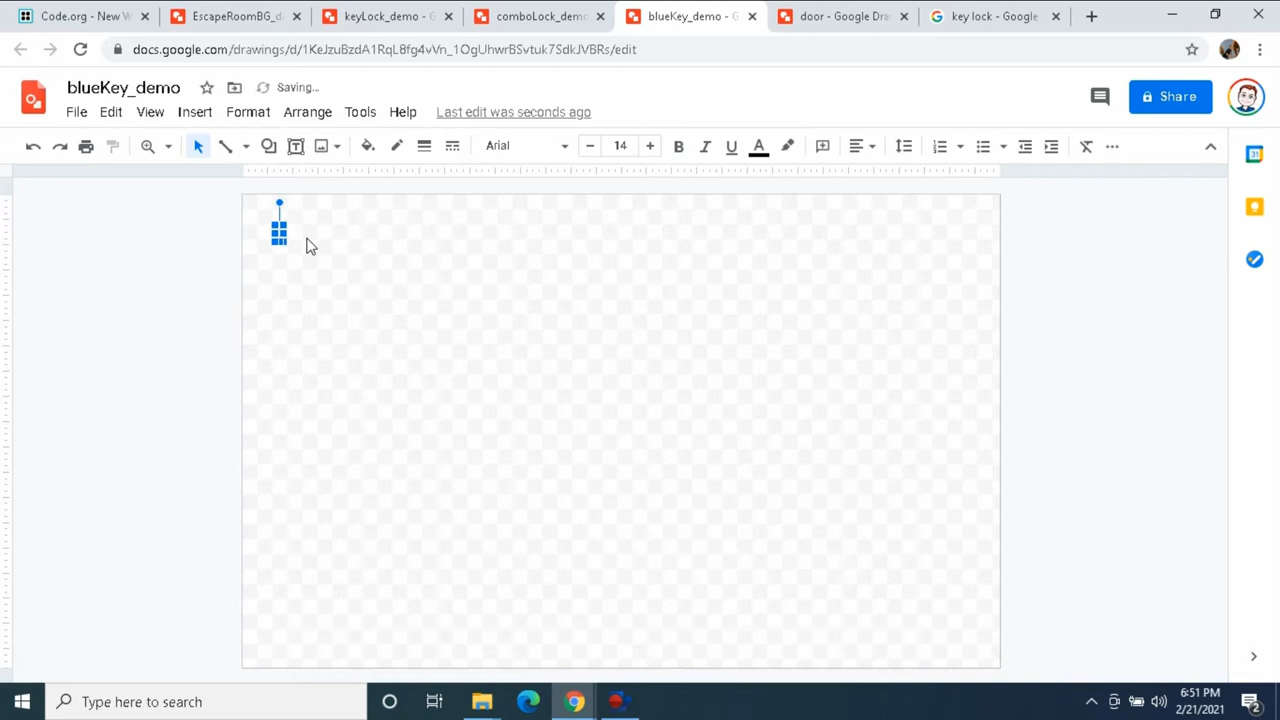 Code.org - New W
EscapeRoomBG_d
keyLock_demo - G
comboLock_demo
blueKey_demo - G
door - Google Dra
key lock - Google
docs.google.com/drawings/d/1KeJzuBzdA1RqL8fg4vVn_1OgUhwrBSvtuk7SdkJVBRs/edit
blueKey_demo
Saving...
File Edit View Insert Format Arrange Tools Help Last edit was seconds ago
Share
Arial
14
B I U A
31
Type here to search
6:51 PM
2/21/2021
2